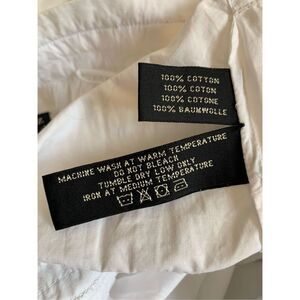 100% COTTON
100% COTON
100% COTONE
100% BAUMWOLLE
MACHINE WASH AT WARM TEMPERATURE
DO NOT BLEACH
TUMBLE DRY LOW ONLY
IRON AT MEDIUM TEMPERATURE